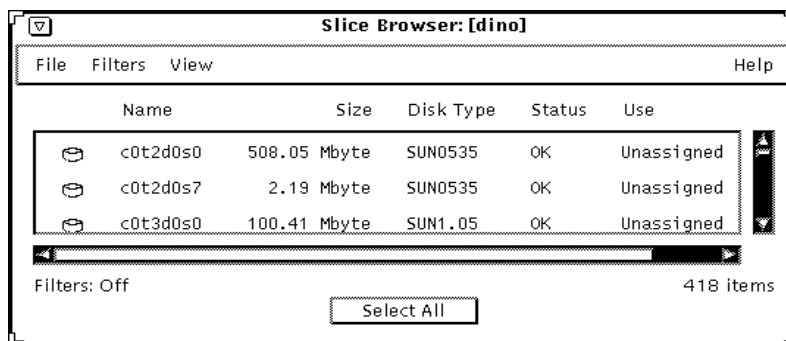 Slice Browser: [dino]
File Filters View Help
Name Size Disk Type Status Use
c0t2d0s0 508.05 Mbyte SUN0535 OK Unassigned
c0t2d0s7 2.19 Mbyte SUN0535 OK Unassigned
c0t3d0s0 100.41 Mbyte SUN1.05 OK Unassigned
Filters: Off 418 items
Select All